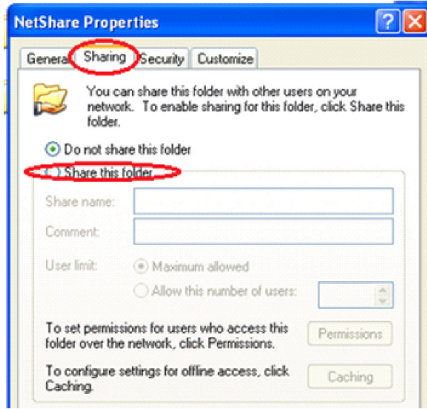 NetShare Properties
General Sharing Security Customize
You can share this folder with other users on your
network. To enable sharing for this folder, click Share this
folder.
Do not share this folder
Share this folder
Share name:
Comment:
User limit: Maximum allowed
Allow this number of users:
To set permissions for users who access this
folder over the network, click Permissions.
Permissions
To configure settings for offline access, click
Caching.
Caching